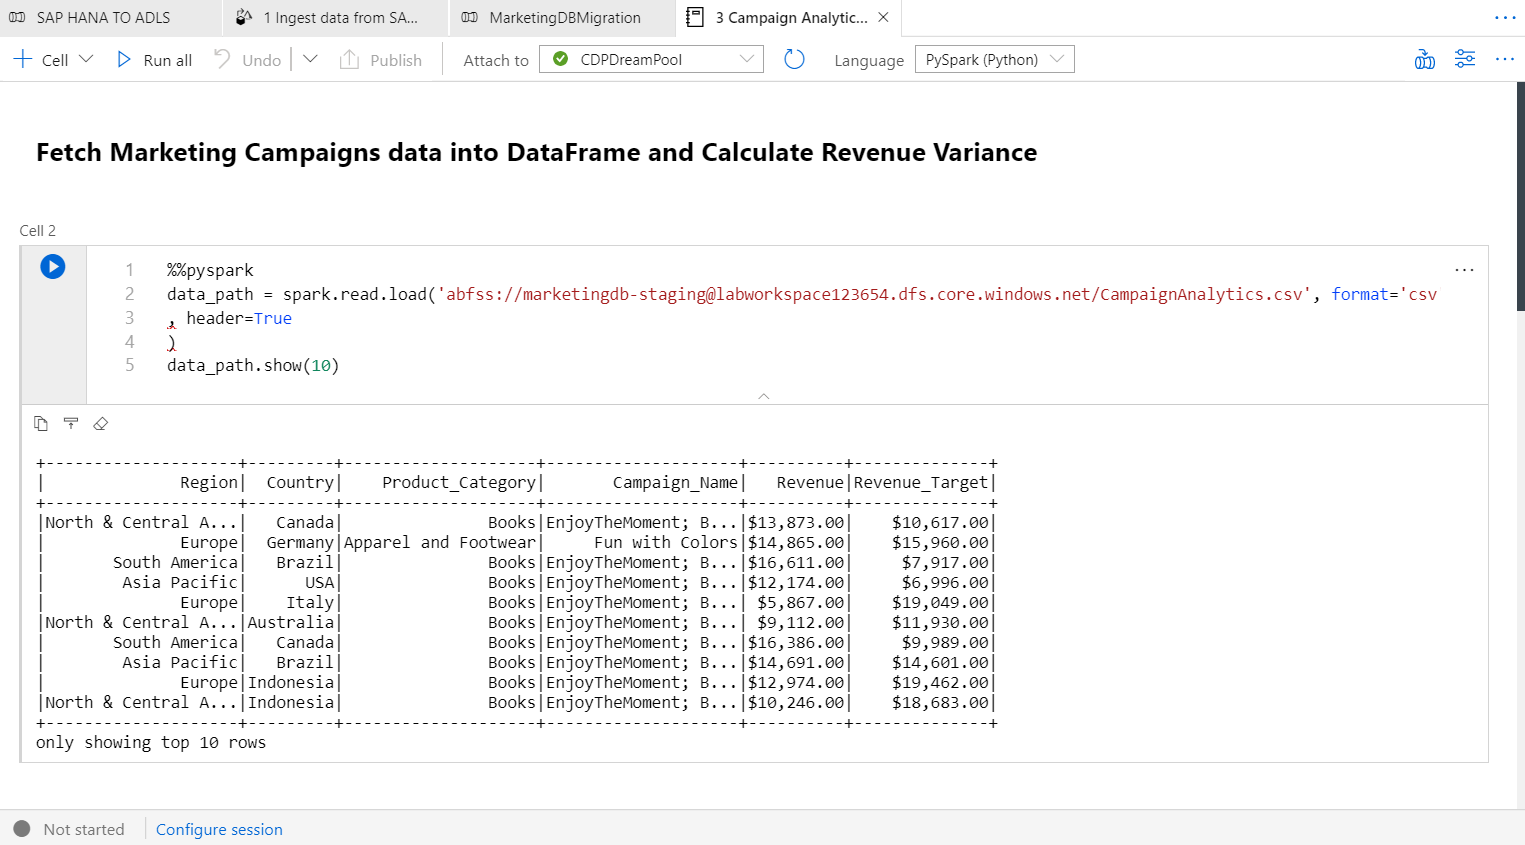 SAP HANA TO ADLS
1 Ingest data from SA...
MarketingDBMigration
3 Campaign Analytic...
Cell
Run all
Undo
Publish
Attach to
CDPDreamPool
Language
PySpark (Python)
Fetch Marketing Campaigns data into DataFrame and Calculate Revenue Variance
Cell 2
1 %%pyspark
2 data_path = spark.read.load('abfss://marketingdb-staging@labworkspace123654.dfs.core.windows.net/CampaignAnalytics.csv', format='csv
3 , header=True
4 )
5 data_path.show(10)
+--------------------+---------+--------------------+--------------------+----------+--------------+
|              Region|  Country|    Product_Category|       Campaign_Name|   Revenue|Revenue_Target|
+--------------------+---------+--------------------+--------------------+----------+--------------+
|North & Central A...|   Canada|               Books|EnjoyTheMoment; B...|$13,873.00|    $10,617.00|
|              Europe|  Germany|Apparel and Footwear|     Fun with Colors|$14,865.00|    $15,960.00|
|       South America|   Brazil|               Books|EnjoyTheMoment; B...|$16,611.00|     $7,917.00|
|        Asia Pacific|      USA|               Books|EnjoyTheMoment; B...|$12,174.00|     $6,996.00|
|              Europe|    Italy|               Books|EnjoyTheMoment; B...| $5,867.00|    $19,049.00|
|North & Central A...|Australia|               Books|EnjoyTheMoment; B...| $9,112.00|    $11,930.00|
|       South America|   Canada|               Books|EnjoyTheMoment; B...|$16,386.00|     $9,989.00|
|        Asia Pacific|   Brazil|               Books|EnjoyTheMoment; B...|$14,691.00|    $14,601.00|
|              Europe|Indonesia|               Books|EnjoyTheMoment; B...|$12,974.00|    $19,462.00|
|North & Central A...|Indonesia|               Books|EnjoyTheMoment; B...|$10,246.00|    $18,683.00|
+--------------------+---------+--------------------+--------------------+----------+--------------+
only showing top 10 rows
Not started
Configure session